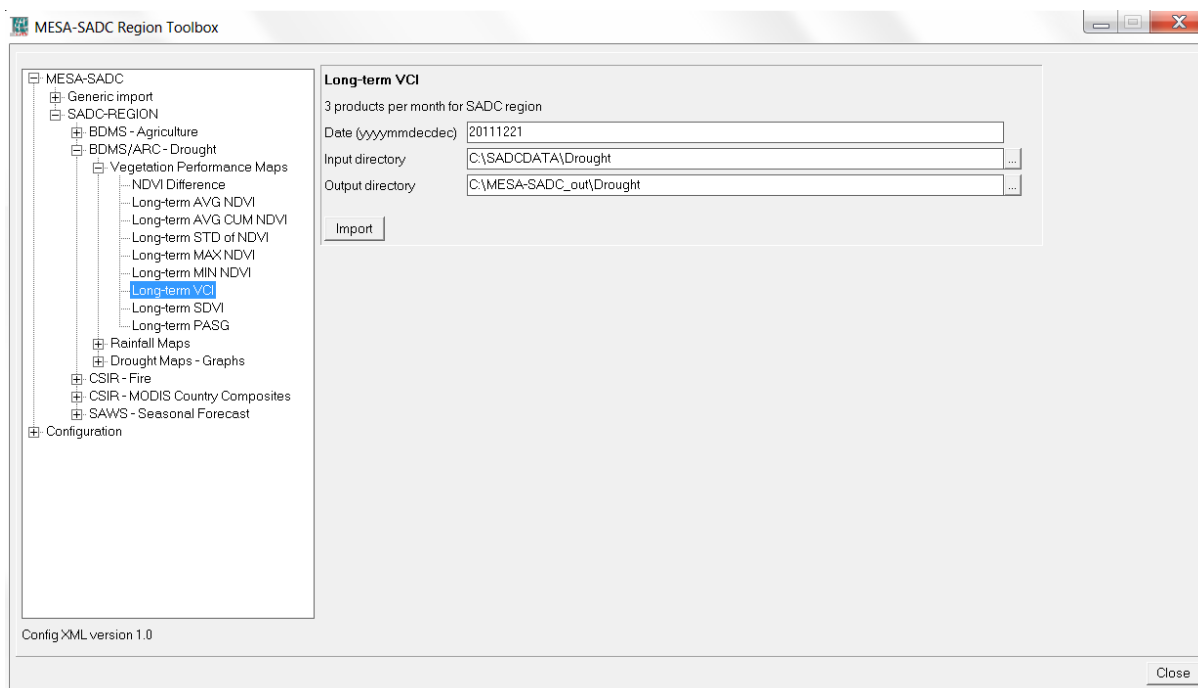 MESA-SADC Region Toolbox
MESA-SADC
Generic import
SADC-REGION
BDMS - Agriculture
BDMS/ARC - Drought
Vegetation Performance Maps
NDVI Difference
Long-term AVG NDVI
Long-term AVG CUM NDVI
Long-term STD of NDVI
Long-term MAX NDVI
Long-term MIN NDVI
Long-term VCI
Long-term SDVI
Long-term PASG
Rainfall Maps
Drought Maps - Graphs
CSIR - Fire
CSIR - MODIS Country Composites
SAWS - Seasonal Forecast
Configuration
Config XML version 1.0
Long-term VCI
3 products per month for SADC region
Date (yyyymmdecdec) 20111221
Input directory C:\SADCDATA\Drought ...
Output directory C:\MESA-SADC_out\Drought ...
Import
Close